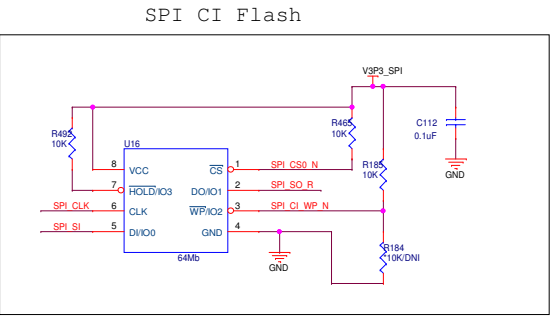 SPI CI Flash
V3P3_SPI
R492
10K
R465
10K
C112
0.1uF
U16
R185
10K
GND
8
VCC
CS
1
SPI_CS0_N
7
HOLD/IO3
DO/IO1
2
SPI_SO_R
SPI_CLK
6
CLK
WP/IO2
3
SPI_CI_WP_N
SPI_SI
5
DI/IO0
GND
4
64Mb
GND
R184
*10K/DNI